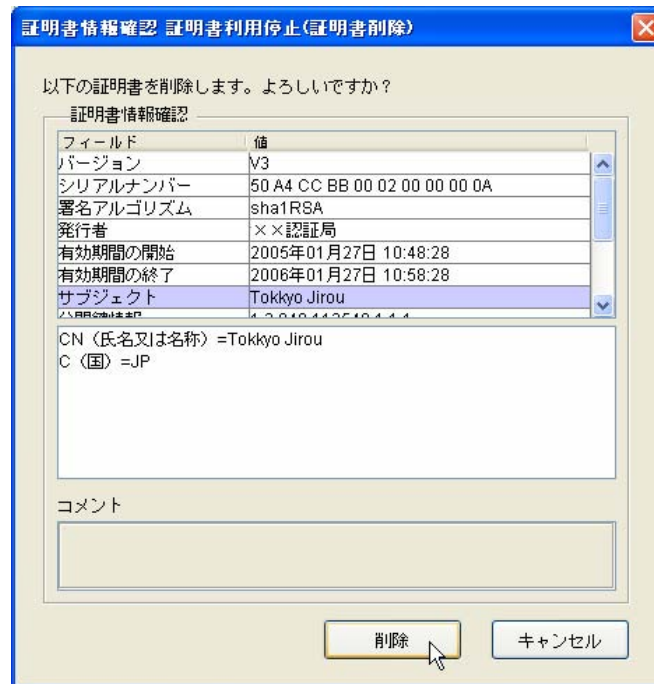 証明書情報確認 証明書利用停止(証明書削除)
以下の証明書を削除します。よろしいですか？
証明書情報確認
フィールド 値
バージョン V3
シリアルナンバー 50 A4 CC BB 00 02 00 00 00 0A
署名アルゴリズム sha1RSA
発行者 ××認証局
有効期間の開始 2005年01月27日 10:48:28
有効期間の終了 2006年01月27日 10:58:28
サブジェクト Tokkyo Jirou
CN（氏名又は名称）=Tokkyo Jirou
C（国）=JP
コメント
削除 キャンセル